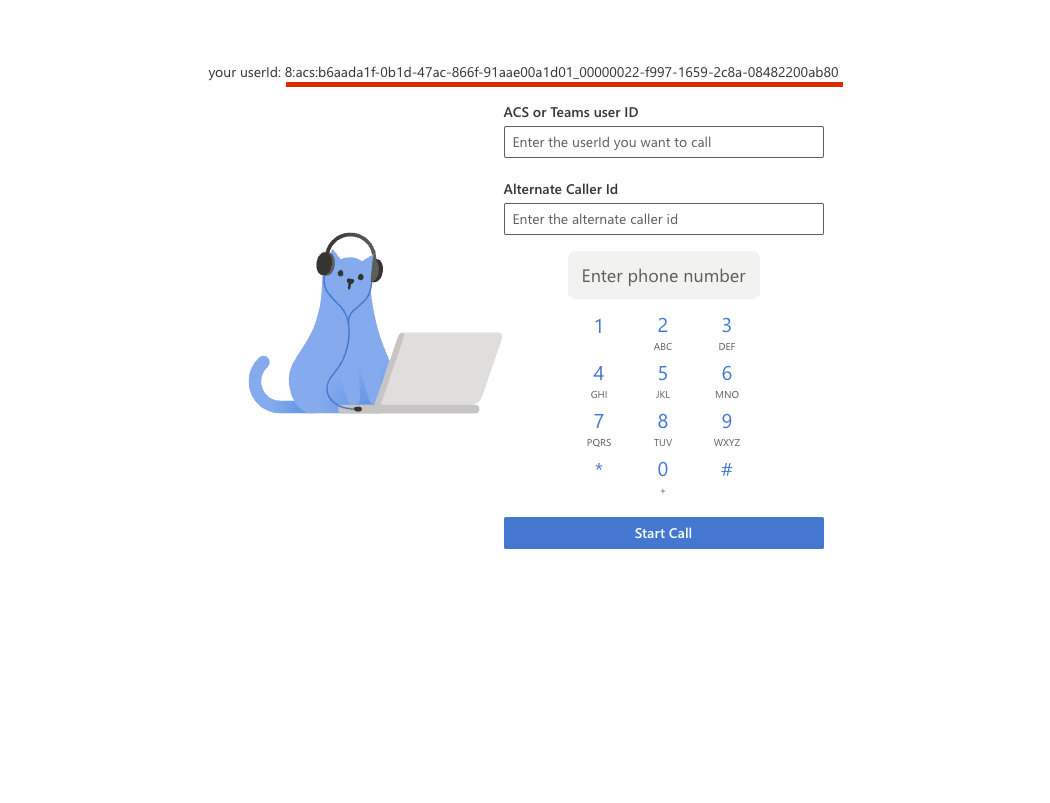 your userId: 8:acs:b6aada1f-0b1d-47ac-866f-91aae00a1d01_00000022-f997-1659-2c8a-08482200ab80
ACS or Teams user ID
Enter the userId you want to call
Alternate Caller Id
Enter the alternate caller id
Enter phone number
1 2 3
ABC DEF
4 5 6
GHI JKL MNO
7 8 9
PQRS TUV WXYZ
* 0 #
+
Start Call